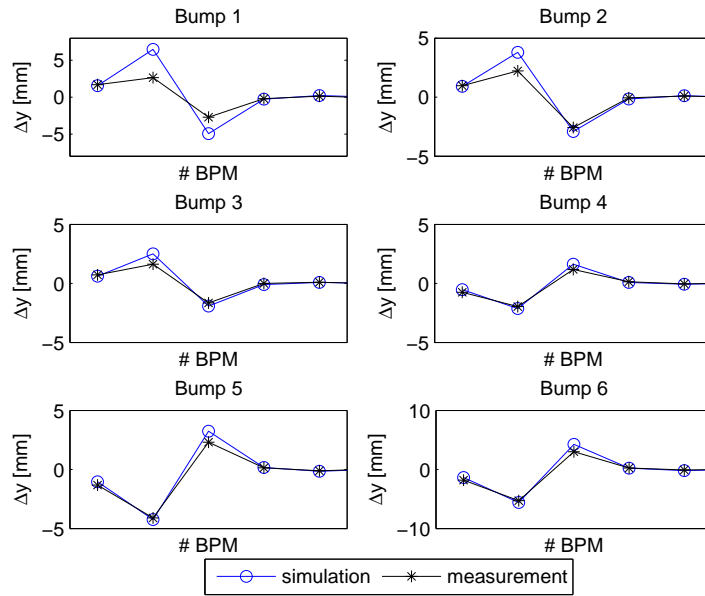 Bump 1
5
0
−5
Δy [mm]
# BPM
Bump 2
5
0
−5
Δy [mm]
# BPM
Bump 3
5
0
−5
Δy [mm]
# BPM
Bump 4
5
0
−5
Δy [mm]
# BPM
Bump 5
5
0
−5
Δy [mm]
# BPM
Bump 6
10
0
−10
Δy [mm]
# BPM
simulation measurement